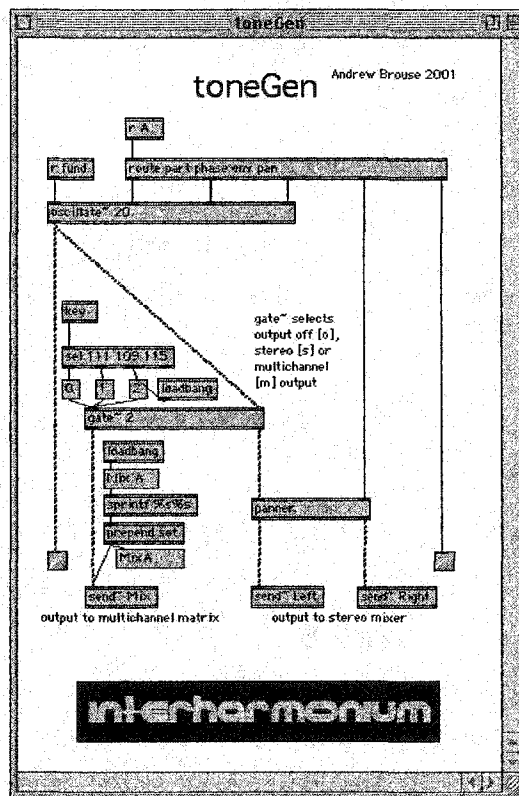 toneGen
toneGen
Andrew Brouse 2001
r A
r fund
route part phase env pan
oscillate~ 20
key
gate~ selects
output off [o],
stereo [s] or
multichannel
[m] output
sel 111 109 115
0
1
2
loadbang
gate~ 2
loadbang
Mix A
sprintf %s%s
panner
prepend set
MixA
send~ Mix
send~ Left
send~ Right
output to multichannel matrix
output to stereo mixer
interharmonium